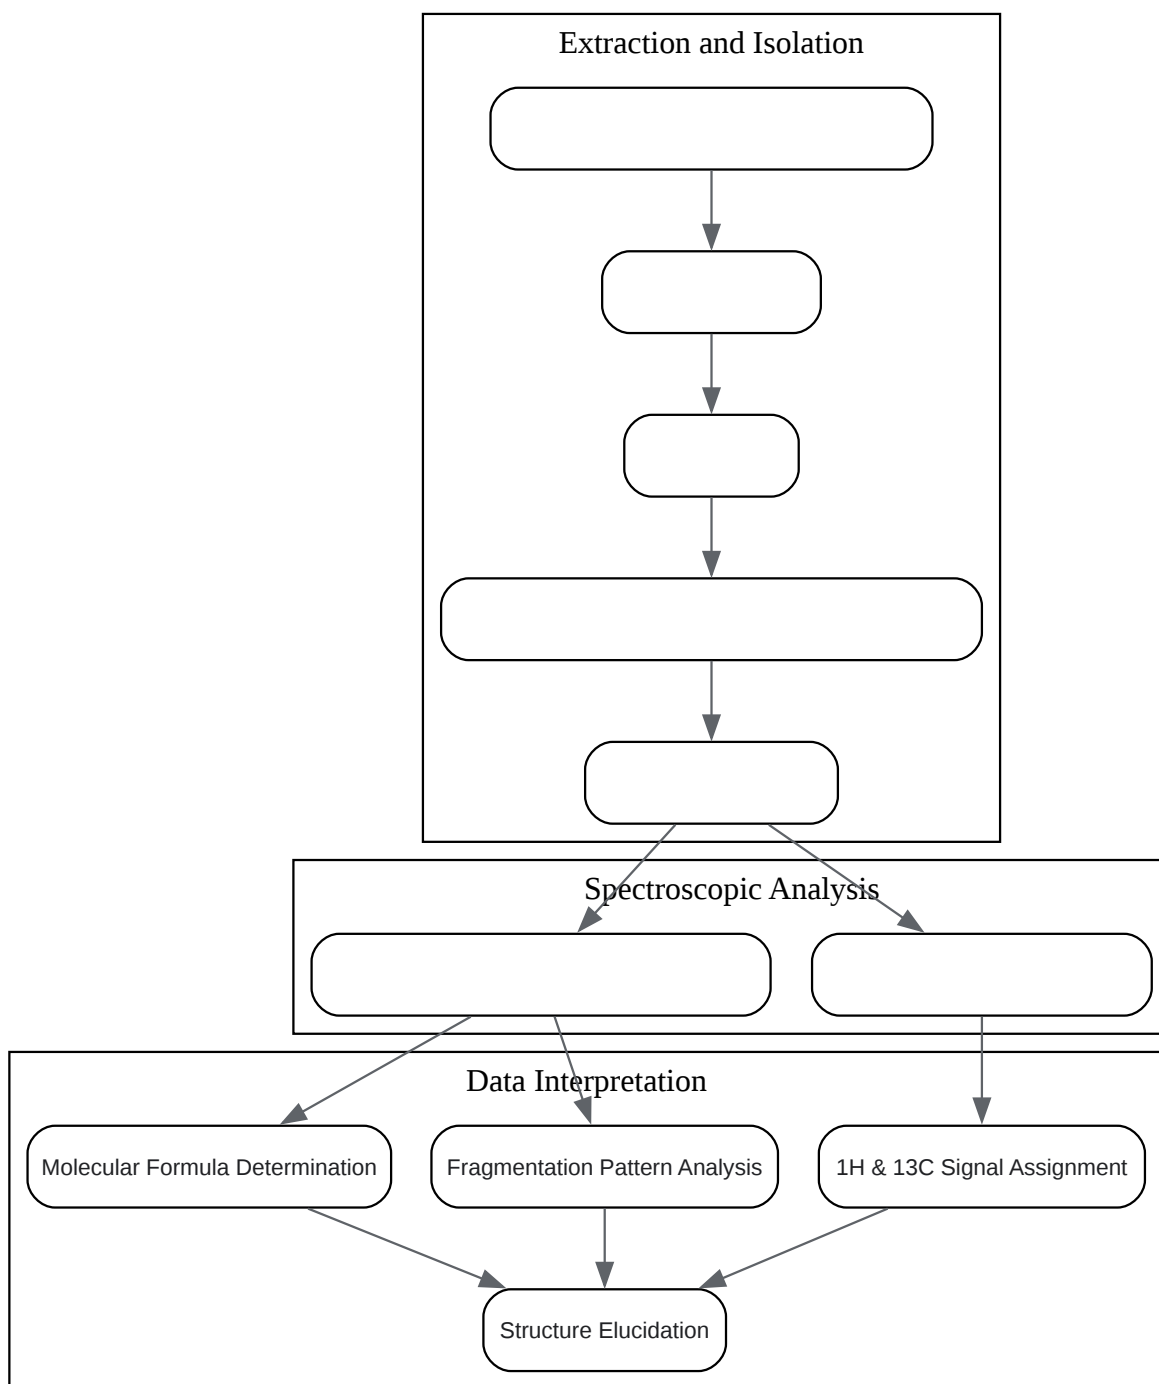 Extraction and Isolation
Spectroscopic Analysis
Data Interpretation
Molecular Formula Determination
Fragmentation Pattern Analysis
1H & 13C Signal Assignment
Structure Elucidation